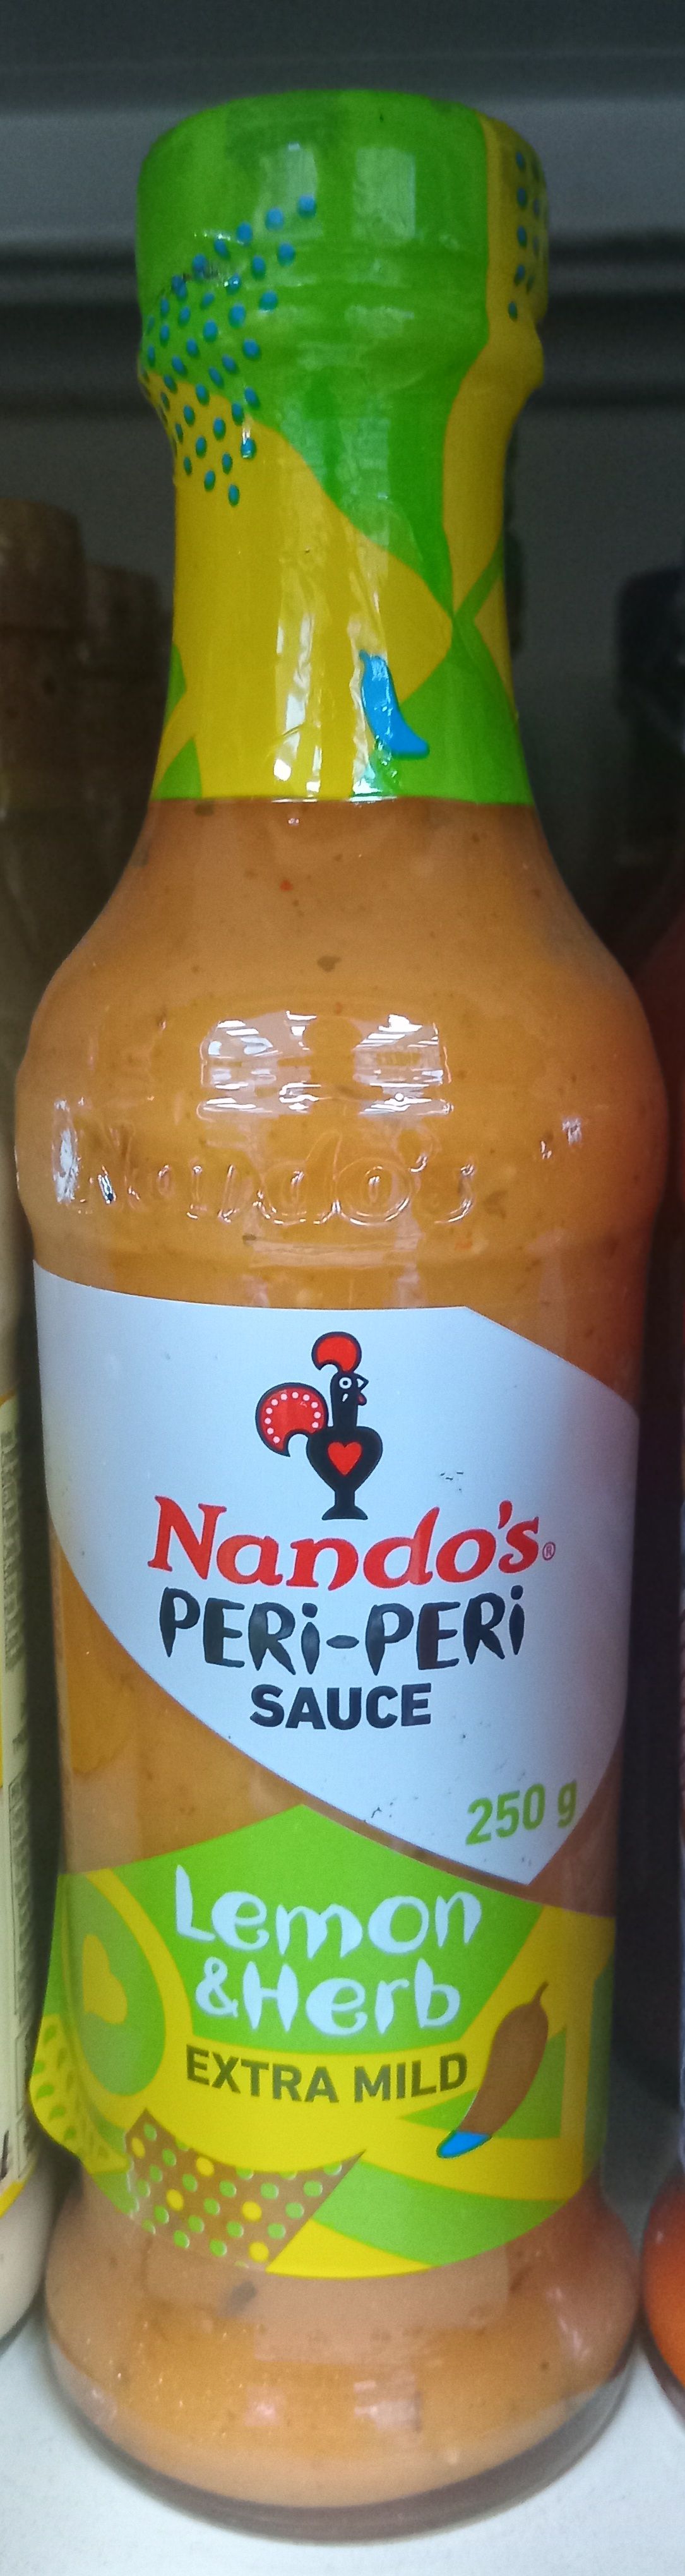 Nando's
Nando's®
PERi-PERi
SAUCE
250 g
Lemon
&Herb
EXTRA MILD